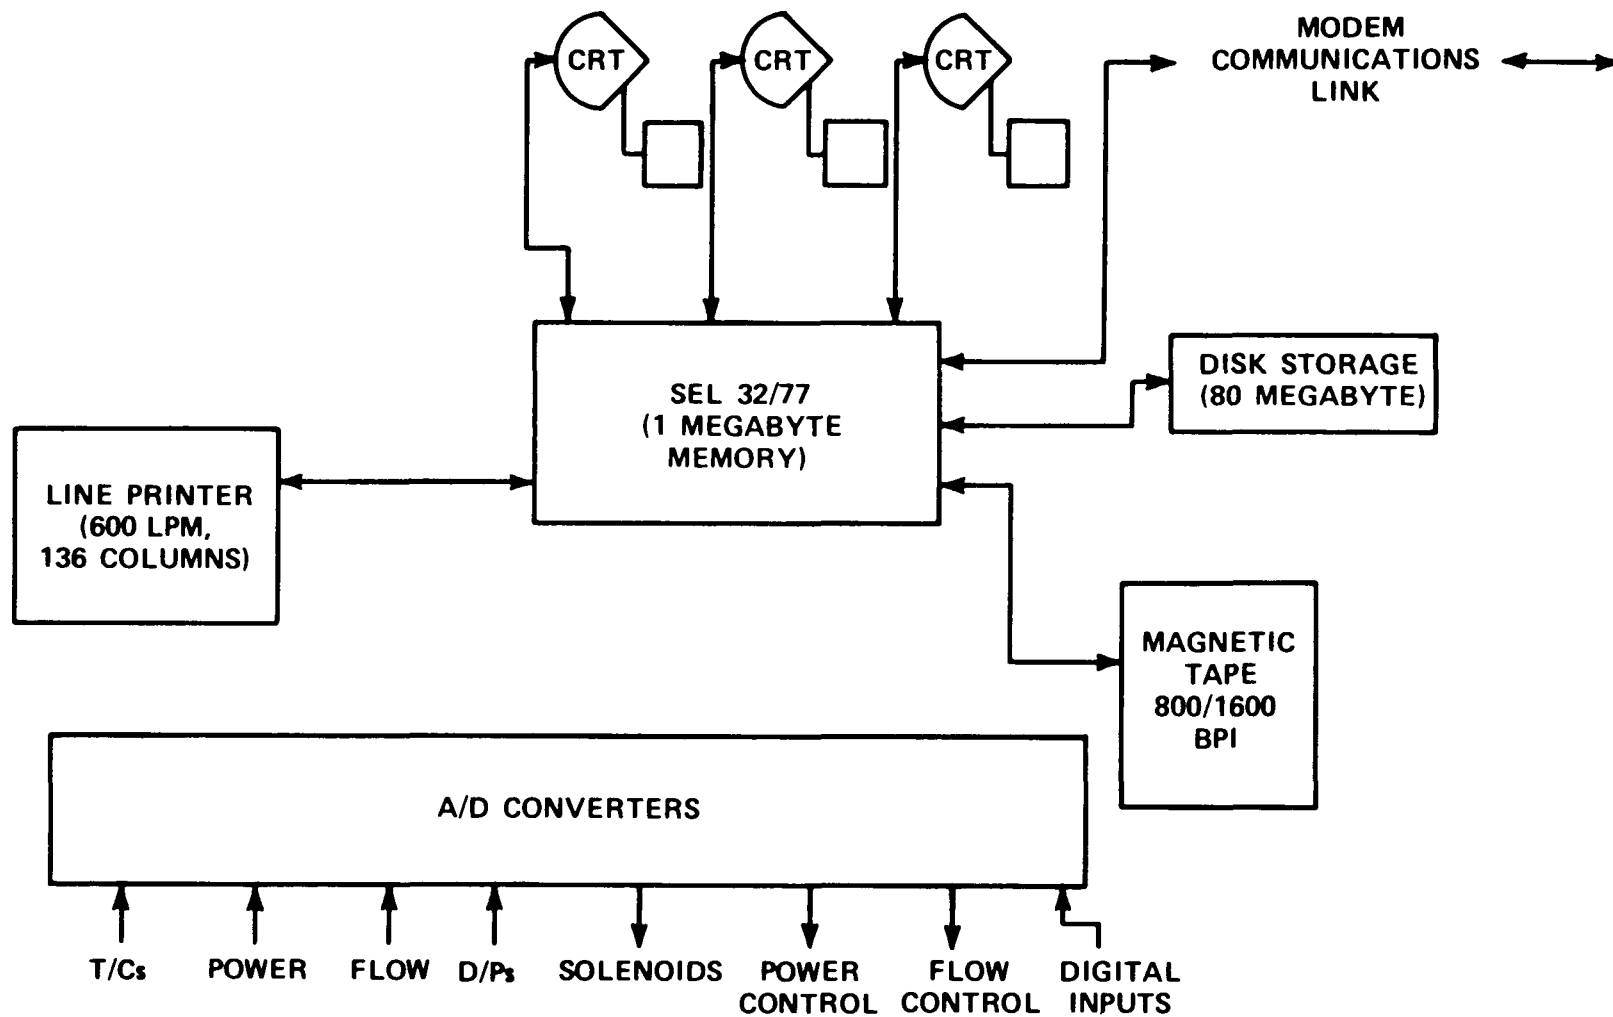 CRT
CRT
CRT
MODEM
COMMUNICATIONS
LINK
DISK STORAGE
(80 MEGABYTE)
SEL 32/77
(1 MEGABYTE
MEMORY)
LINE PRINTER
(600 LPM,
136 COLUMNS)
MAGNETIC
TAPE
800/1600
BPI
A/D CONVERTERS
T/Cs
POWER
FLOW
D/Ps
SOLENOIDS
POWER
CONTROL
FLOW
CONTROL
DIGITAL
INPUTS